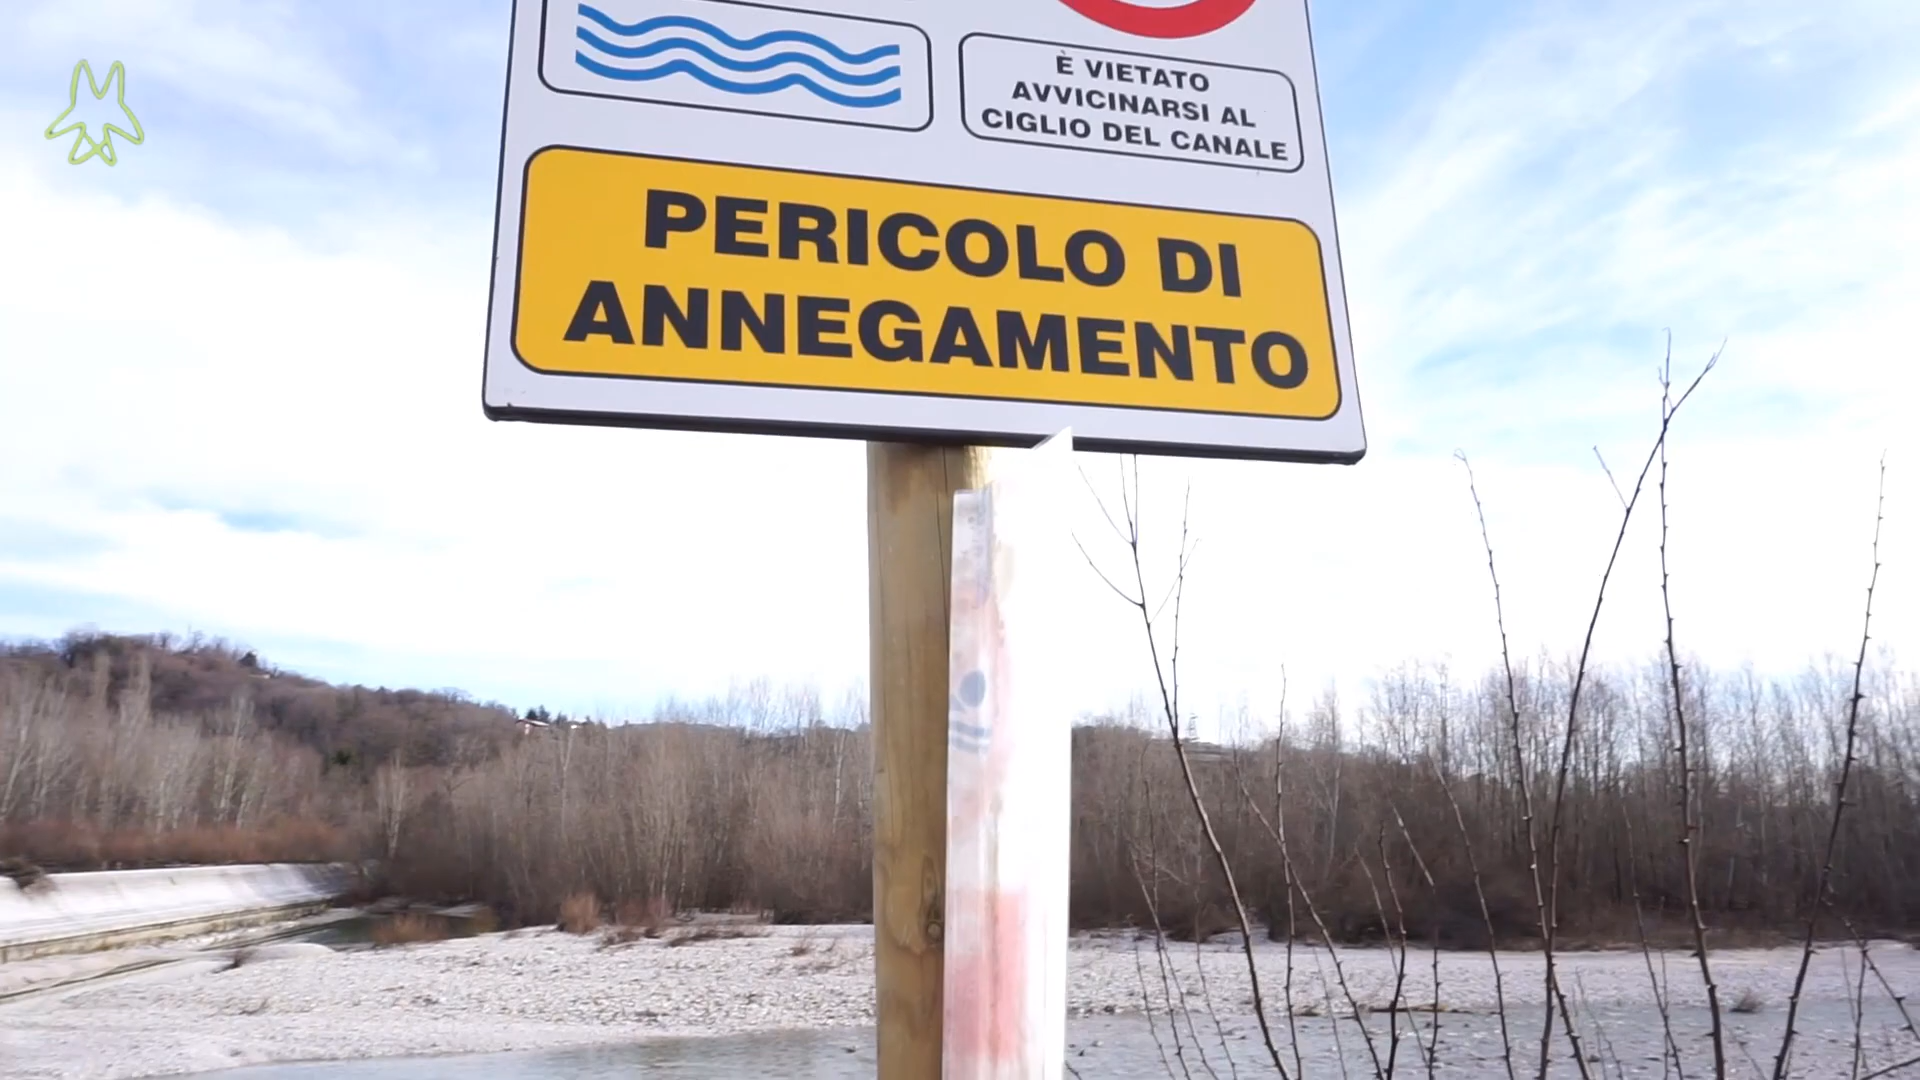 È VIETATO
AVVICINARSI AL
CIGLIO DEL CANALE
PERICOLO DI
ANNEGAMENTO